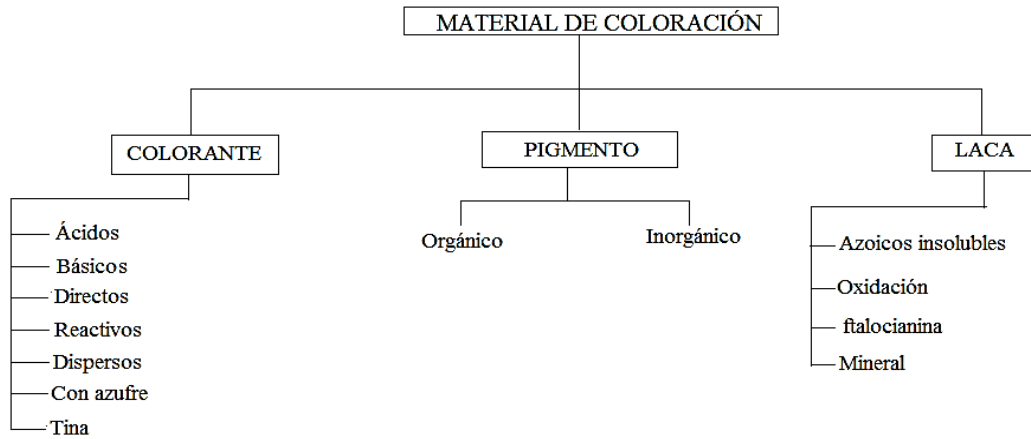 MATERIAL DE COLORACIÓN
COLORANTE
PIGMENTO
LACA
Ácidos
Básicos
Directos
Reactivos
Dispersos
Con azufre
Tina
Orgánico
Inorgánico
Azoicos insolubles
Oxidación
ftalocianina
Mineral